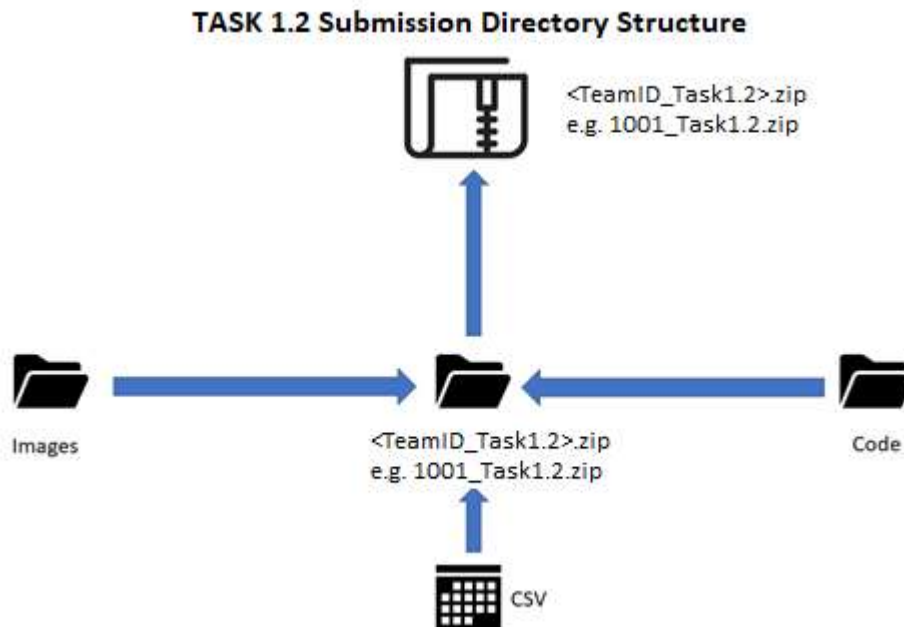 TASK 1.2 Submission Directory Structure
<TeamID_Task1.2>.zip
e.g. 1001_Task1.2.zip
Images
<TeamID_Task1.2>.zip
e.g. 1001_Task1.2.zip
Code
CSV